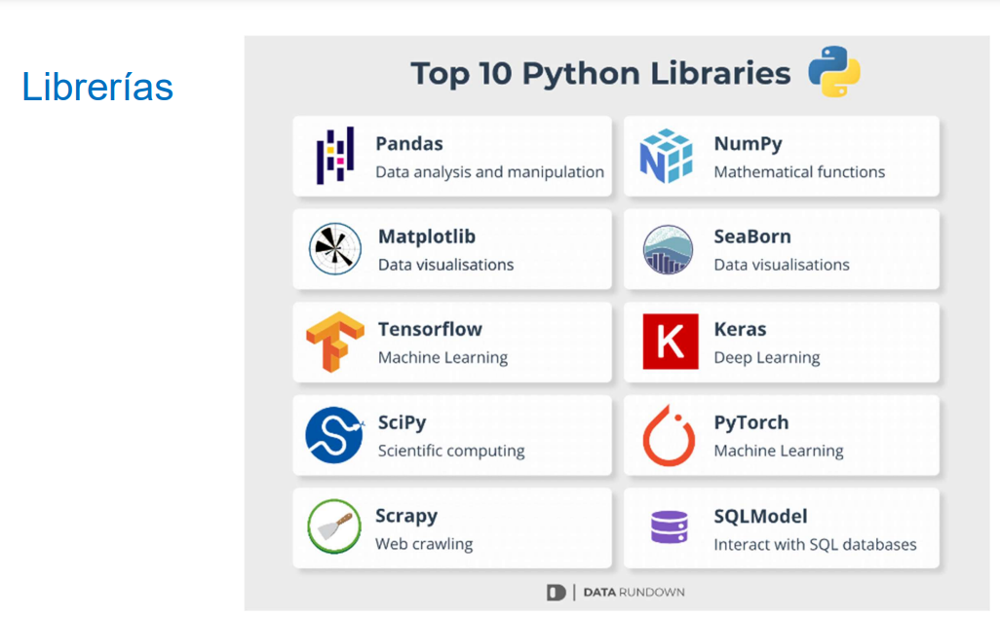 Librerías
Top 10 Python Libraries
Pandas
Data analysis and manipulation
NumPy
Mathematical functions
Matplotlib
Data visualisations
SeaBorn
Data visualisations
Tensorflow
Machine Learning
K
Keras
Deep Learning
SciPy
Scientific computing
PyTorch
Machine Learning
Scrapy
Web crawling
SQLModel
Interact with SQL databases
DATA RUNDOWN